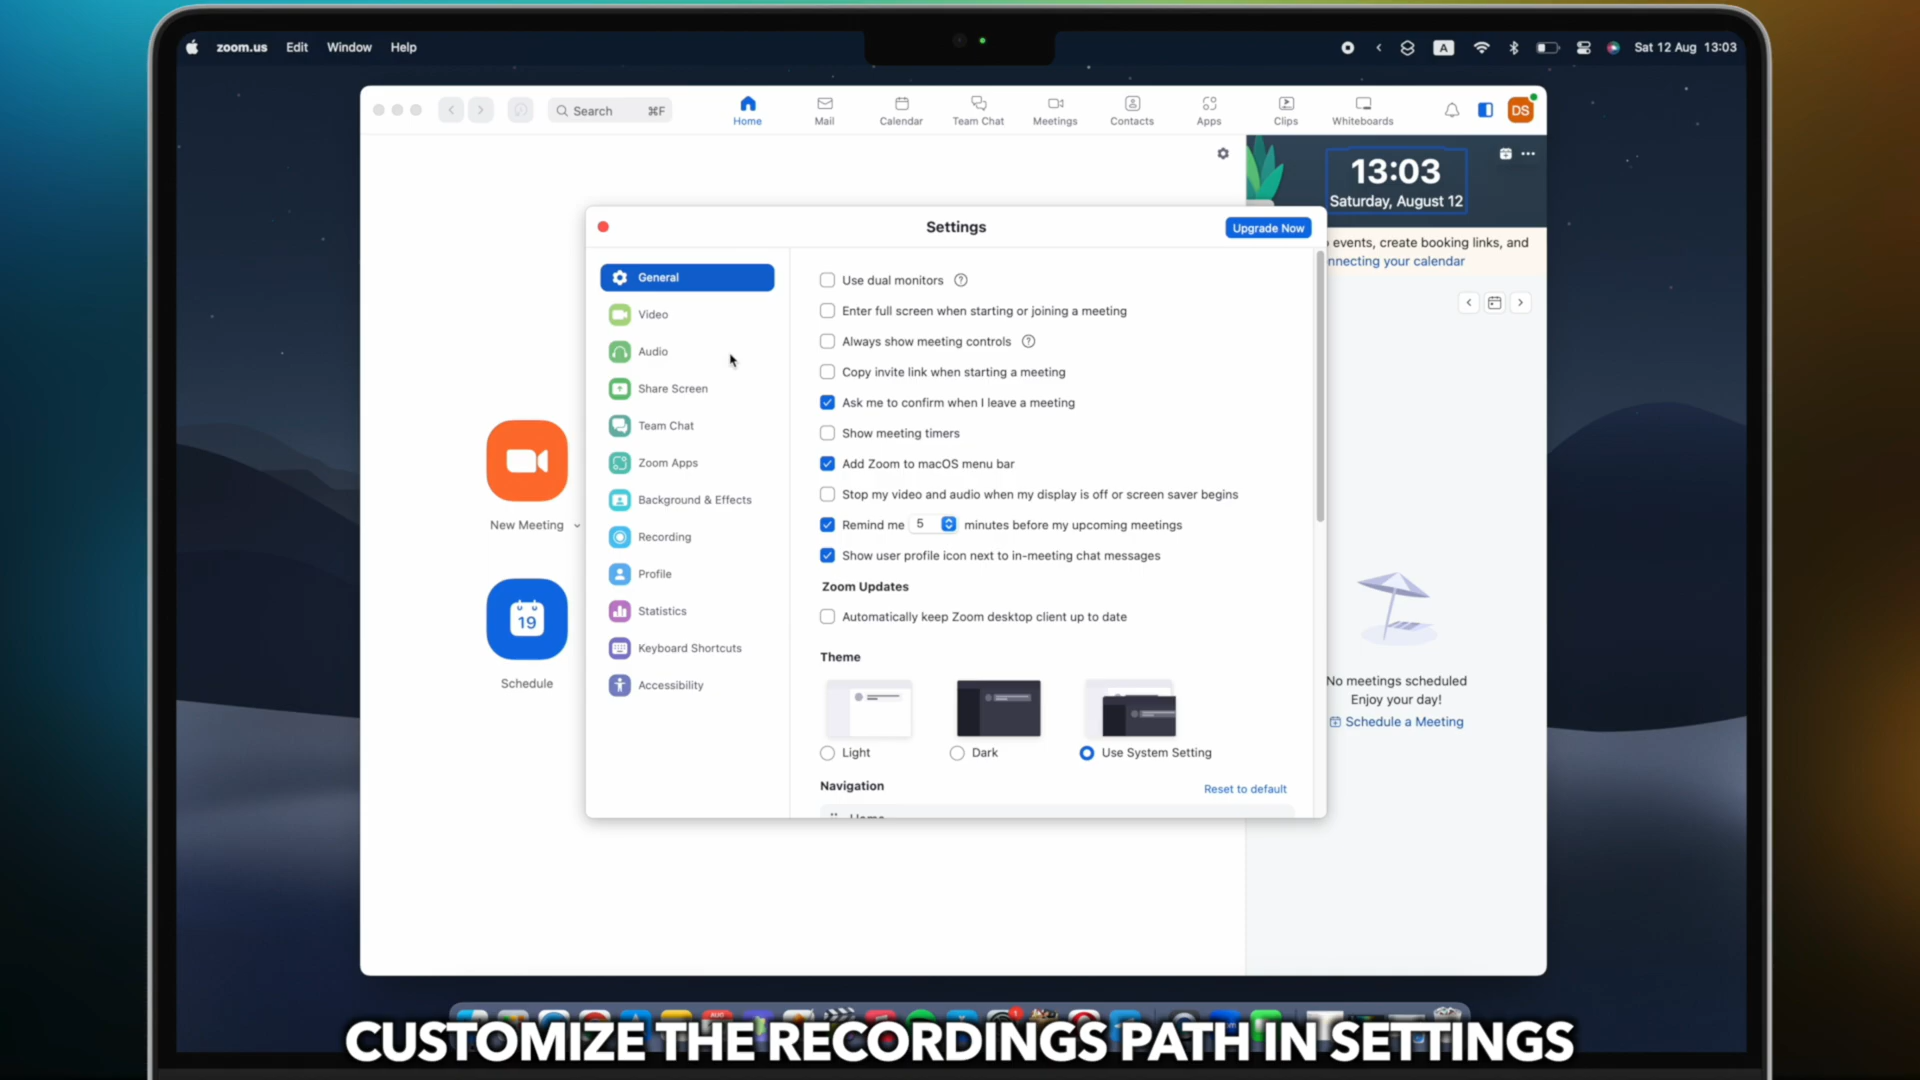 zoom.us Edit Window Help
A Sat 12 Aug 13:03
Search ⌘F
Home Mail Calendar Team Chat Meetings Contacts Apps Clips Whiteboards
DS
13:03
Saturday, August 12
events, create booking links, and
nnecting your calendar
Settings
Upgrade Now
General
Video
Audio
Share Screen
Team Chat
Zoom Apps
Background & Effects
Recording
Profile
Statistics
Keyboard Shortcuts
Accessibility
Use dual monitors ?
Enter full screen when starting or joining a meeting
Always show meeting controls ?
Copy invite link when starting a meeting
Ask me to confirm when I leave a meeting
Show meeting timers
Add Zoom to macOS menu bar
Stop my video and audio when my display is off or screen saver begins
Remind me 5 minutes before my upcoming meetings
Show user profile icon next to in-meeting chat messages
Zoom Updates
Automatically keep Zoom desktop client up to date
Theme
Light Dark Use System Setting
Navigation
Reset to default
Home
New Meeting
19
Schedule
No meetings scheduled
Enjoy your day!
Schedule a Meeting
AUG
1
CUSTOMIZE THE RECORDINGS PATH IN SETTINGS